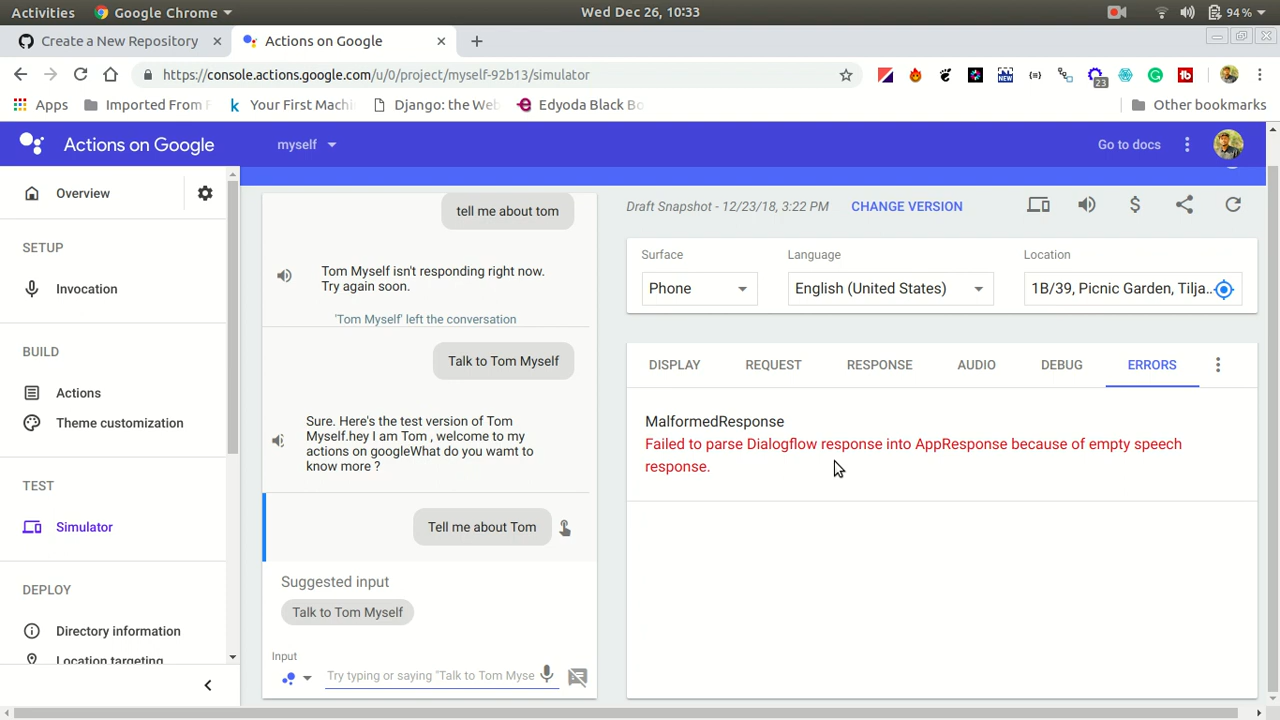 Activities
Google Chrome
Wed Dec 26, 10:33
94%
Create a New Repository
Actions on Google
https://console.actions.google.com/u/0/project/myself-92b13/simulator
NEW
23
Apps
Imported From F
Your First Machi
Django: the Web
Edyoda Black Bo
Other bookmarks
Actions on Google
myself
Go to docs
Overview
SETUP
Invocation
BUILD
Actions
Theme customization
TEST
Simulator
DEPLOY
Directory information
Location targeting
tell me about tom
Tom Myself isn't responding right now.
Try again soon.
'Tom Myself' left the conversation
Talk to Tom Myself
Sure. Here's the test version of Tom
Myself.hey I am Tom , welcome to my
actions on googleWhat do you wamt to
know more ?
Tell me about Tom
Suggested input
Talk to Tom Myself
Input
Try typing or saying "Talk to Tom Myse
Draft Snapshot - 12/23/18, 3:22 PM
CHANGE VERSION
Surface
Language
Location
Phone
English (United States)
1B/39, Picnic Garden, Tilja..
DISPLAY
REQUEST
RESPONSE
AUDIO
DEBUG
ERRORS
MalformedResponse
Failed to parse Dialogflow response into AppResponse because of empty speech
response.